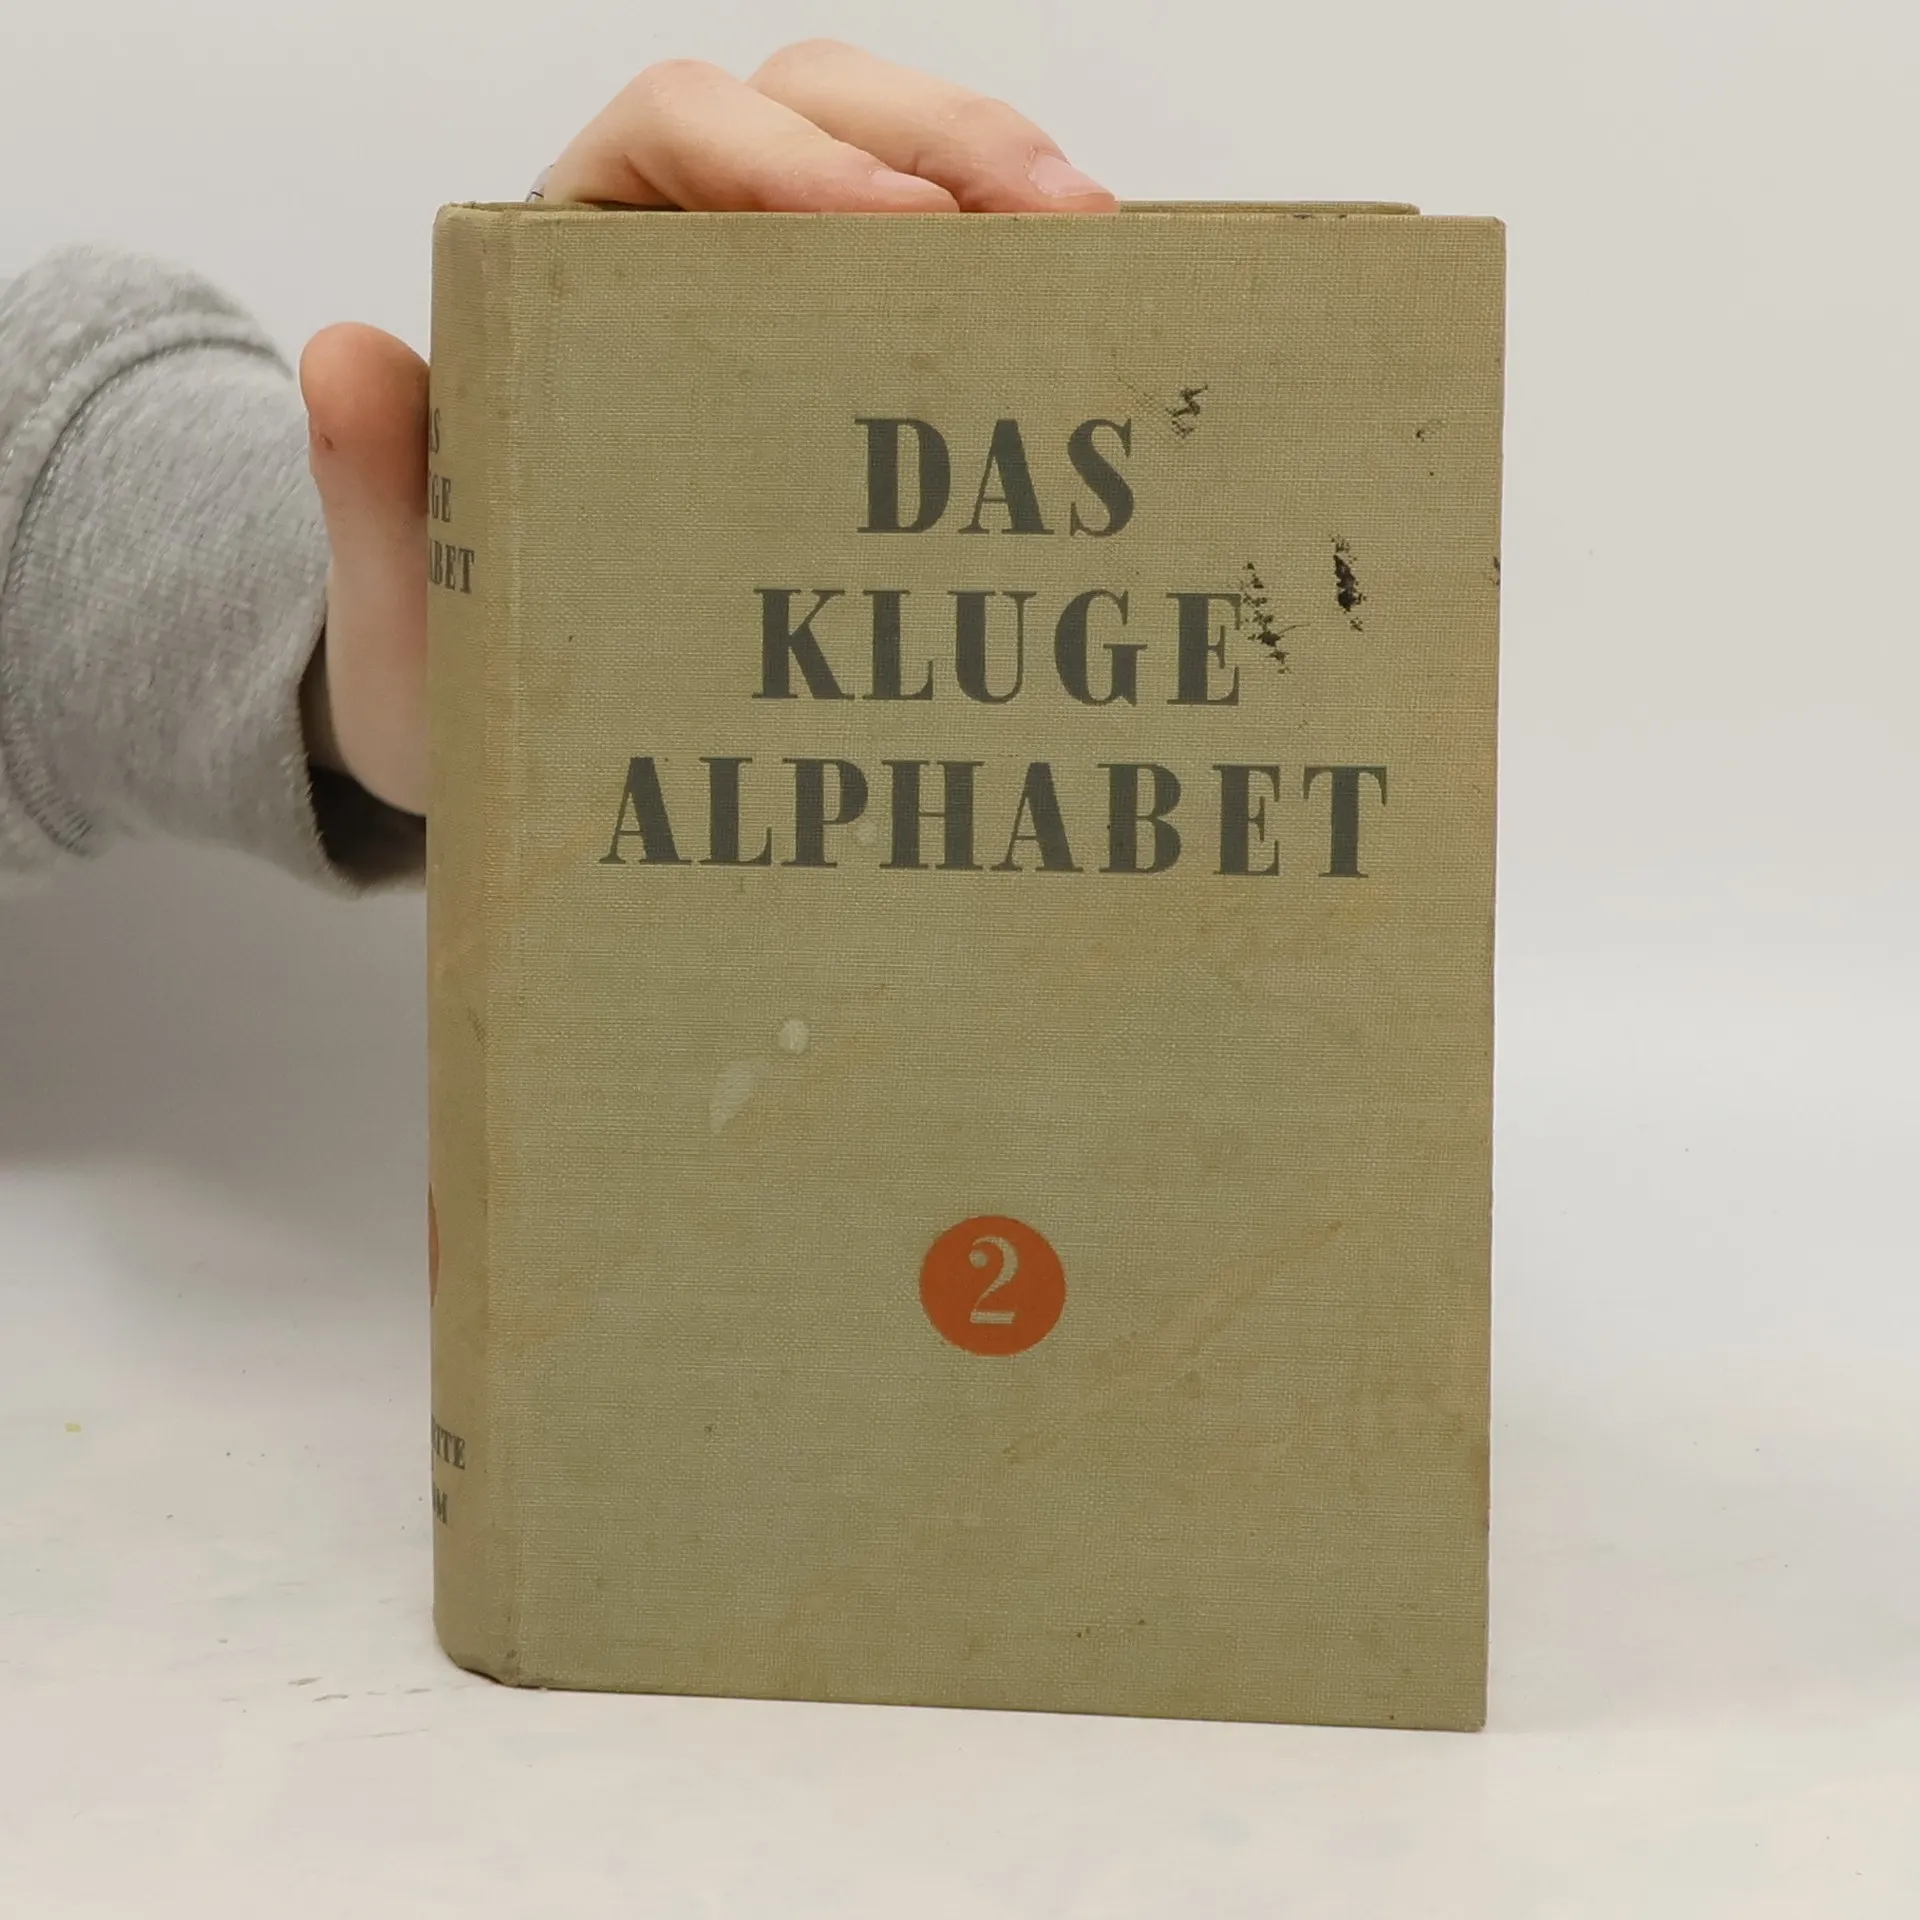 DAS
KLUGE
ALPHABET
2